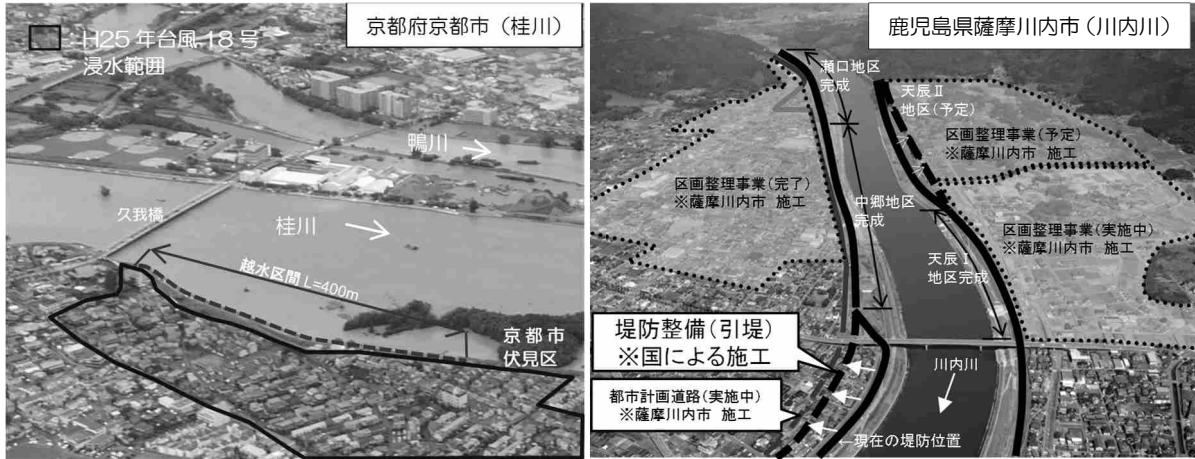 京都府京都市（桂川）
：H25年台風18号
浸水範囲
鴨川
久我橋
桂川
越水区間 L=400m
京都市
伏見区
鹿児島県薩摩川内市（川内川）
瀬口地区
完成
天辰Ⅱ
地区(予定)
区画整理事業(予定)
※薩摩川内市 施工
区画整理事業(完了)
※薩摩川内市 施工
中郷地区
完成
区画整理事業(実施中)
※薩摩川内市 施工
天辰Ⅰ
地区完成
堤防整備(引堤)
※国による施工
川内川
都市計画道路(実施中)
※薩摩川内市 施工
←現在の堤防位置